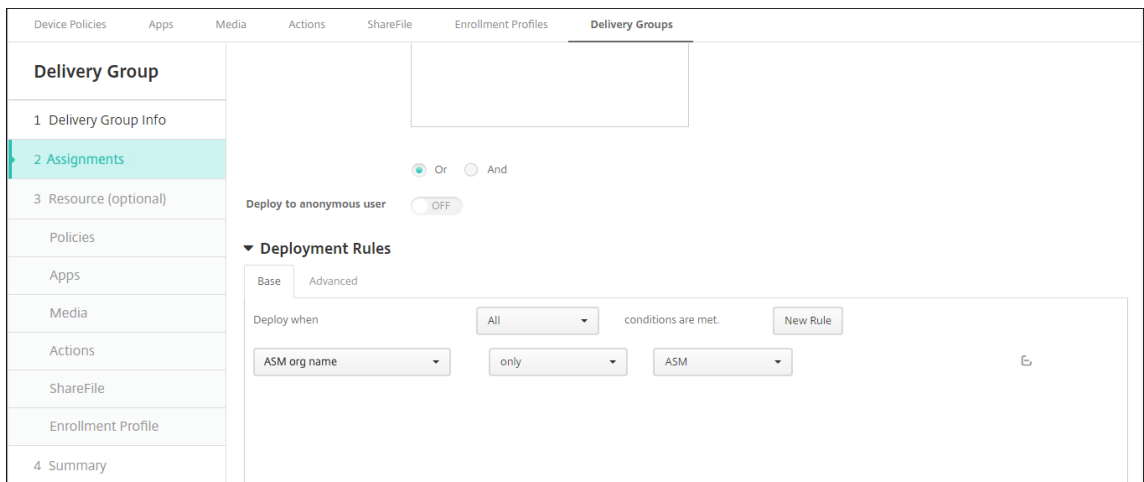 Device Policies Apps Media Actions ShareFile Enrollment Profiles Delivery Groups
Delivery Group
1 Delivery Group Info
2 Assignments
3 Resource (optional)
Policies
Apps
Media
Actions
ShareFile
Enrollment Profile
4 Summary
Or And
Deploy to anonymous user OFF
Deployment Rules
Base Advanced
Deploy when All conditions are met. New Rule
ASM org name only ASM